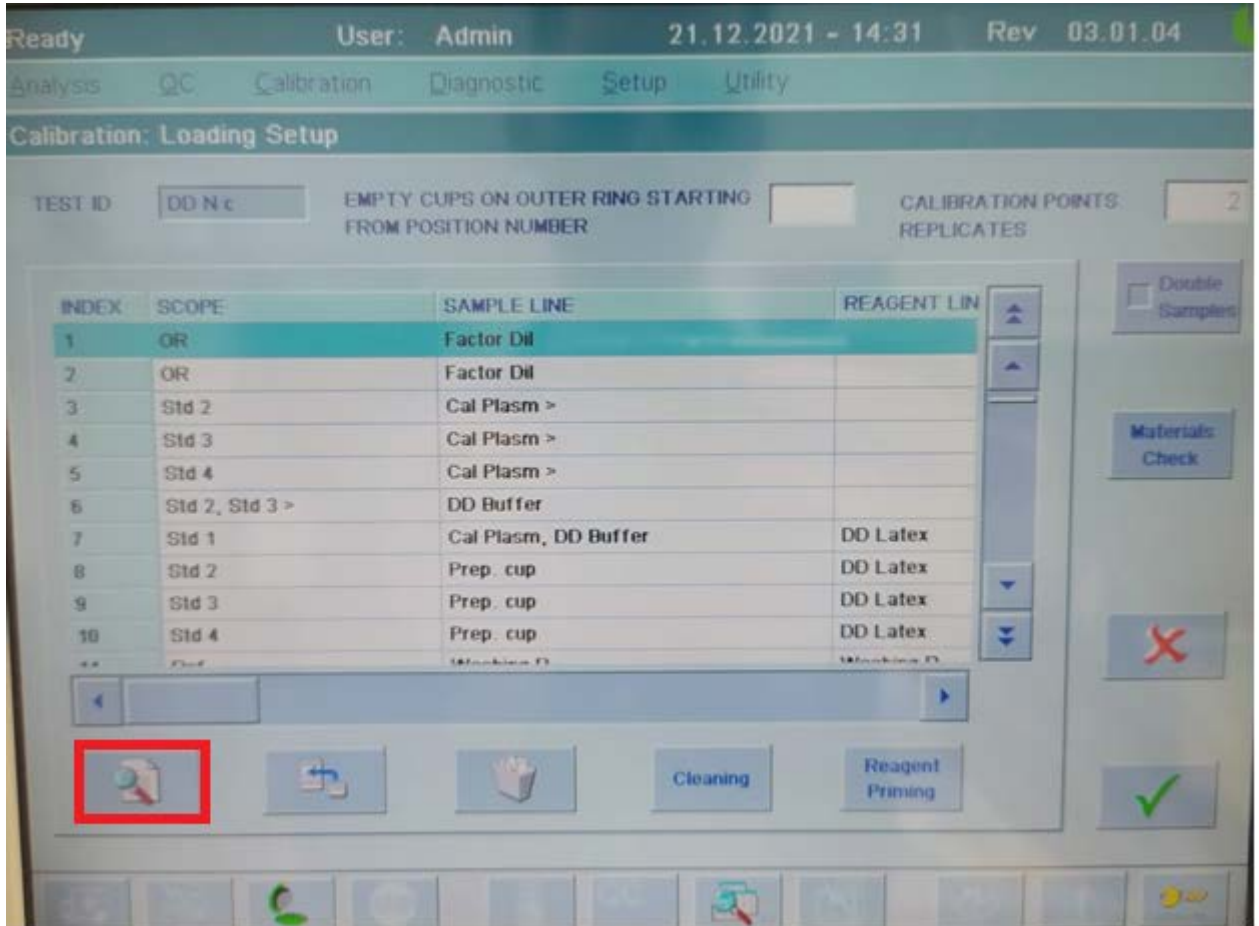 Ready User: Admin 21.12.2021 - 14:31 Rev 03.01.04
Analysis QC Calibration Diagnostic Setup Utility
Calibration: Loading Setup
TEST ID DD N c EMPTY CUPS ON OUTER RING STARTING FROM POSITION NUMBER CALIBRATION POINTS REPLICATES 2
Double Samples
INDEX SCOPE SAMPLE LINE REAGENT LIN
1 OR Factor Dil
2 OR Factor Dil
3 Std 2 Cal Plasm >
4 Std 3 Cal Plasm >
5 Std 4 Cal Plasm >
6 Std 2, Std 3 > DD Buffer
7 Std 1 Cal Plasm, DD Buffer DD Latex
8 Std 2 Prep. cup DD Latex
9 Std 3 Prep. cup DD Latex
10 Std 4 Prep. cup DD Latex
Materials Check
Cleaning
Reagent Priming